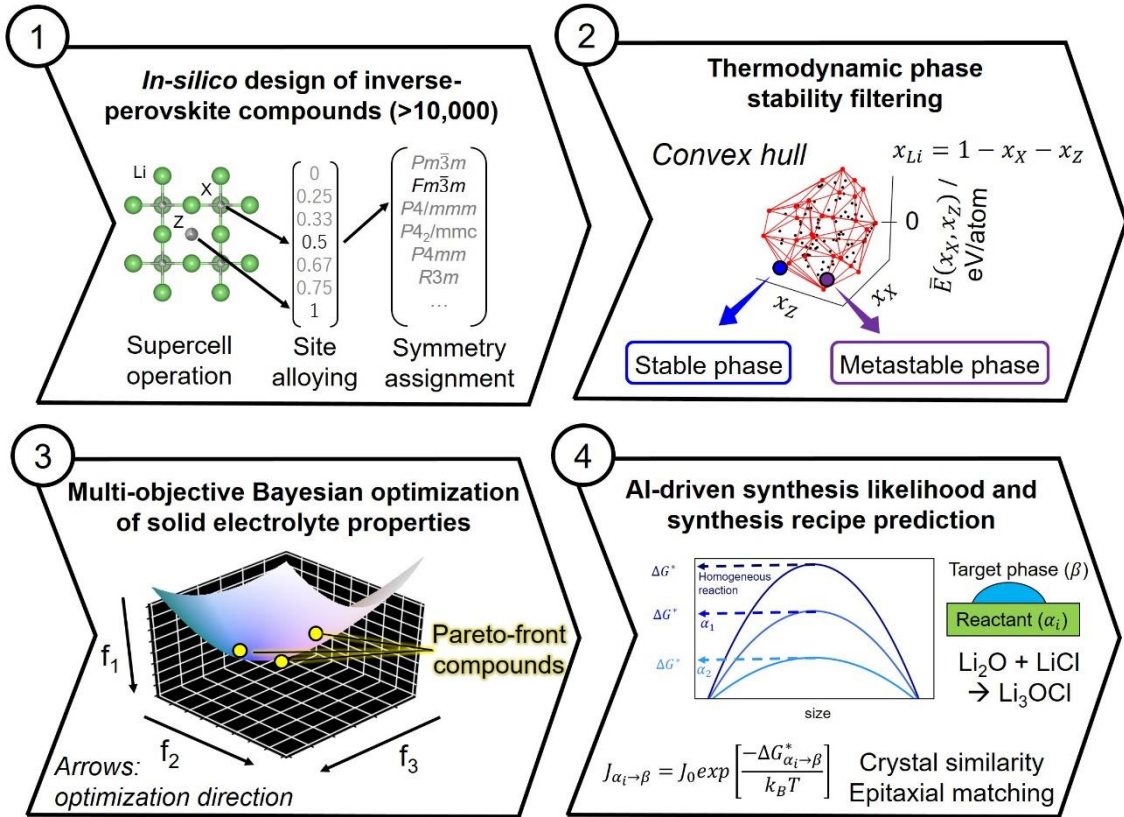 1
In-silico design of inverse-
perovskite compounds (>10,000)
Li
X
Z
0
0.25
0.33
0.5
0.67
0.75
1
Pm3̅m
Fm3̅m
P4/mmm
P4₂/mmc
P4mm
R3m
...
Supercell
operation
Site
alloying
Symmetry
assignment
2
Thermodynamic phase
stability filtering
Convex hull
x_Li = 1 − x_X − x_Z
0
E̅(x_X, x_Z) /
eV/atom
x_Z
x_X
Stable phase
Metastable phase
3
Multi-objective Bayesian optimization
of solid electrolyte properties
f₁
Pareto-front
compounds
f₂
f₃
Arrows:
optimization direction
4
AI-driven synthesis likelihood and
synthesis recipe prediction
ΔG*
Homogeneous
reaction
ΔG*
α₁
ΔG*
α₂
size
Target phase (β)
Reactant (αᵢ)
Li₂O + LiCl
→ Li₃OCl
J_{αᵢ→β} = J₀exp[−ΔG*_{αᵢ→β} / k_BT]
Crystal similarity
Epitaxial matching